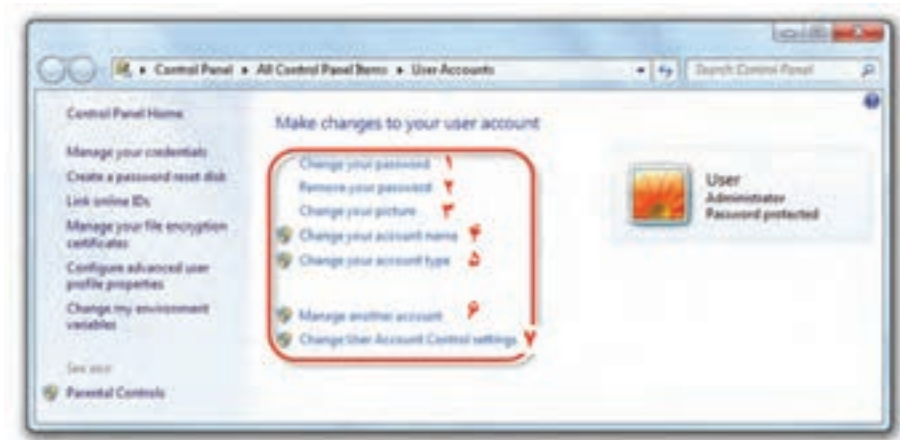 Control Panel ▸ All Control Panel Items ▸ User Accounts
Search Control Panel
Control Panel Home
Manage your credentials
Create a password reset disk
Link online IDs
Manage your file encryption
certificates
Configure advanced user
profile properties
Change my environment
variables
See also
Parental Controls
Make changes to your user account
Change your password ۱
Remove your password ۲
Change your picture ۳
Change your account name ۴
Change your account type ۵
Manage another account ۶
Change User Account Control settings ۷
User
Administrator
Password protected